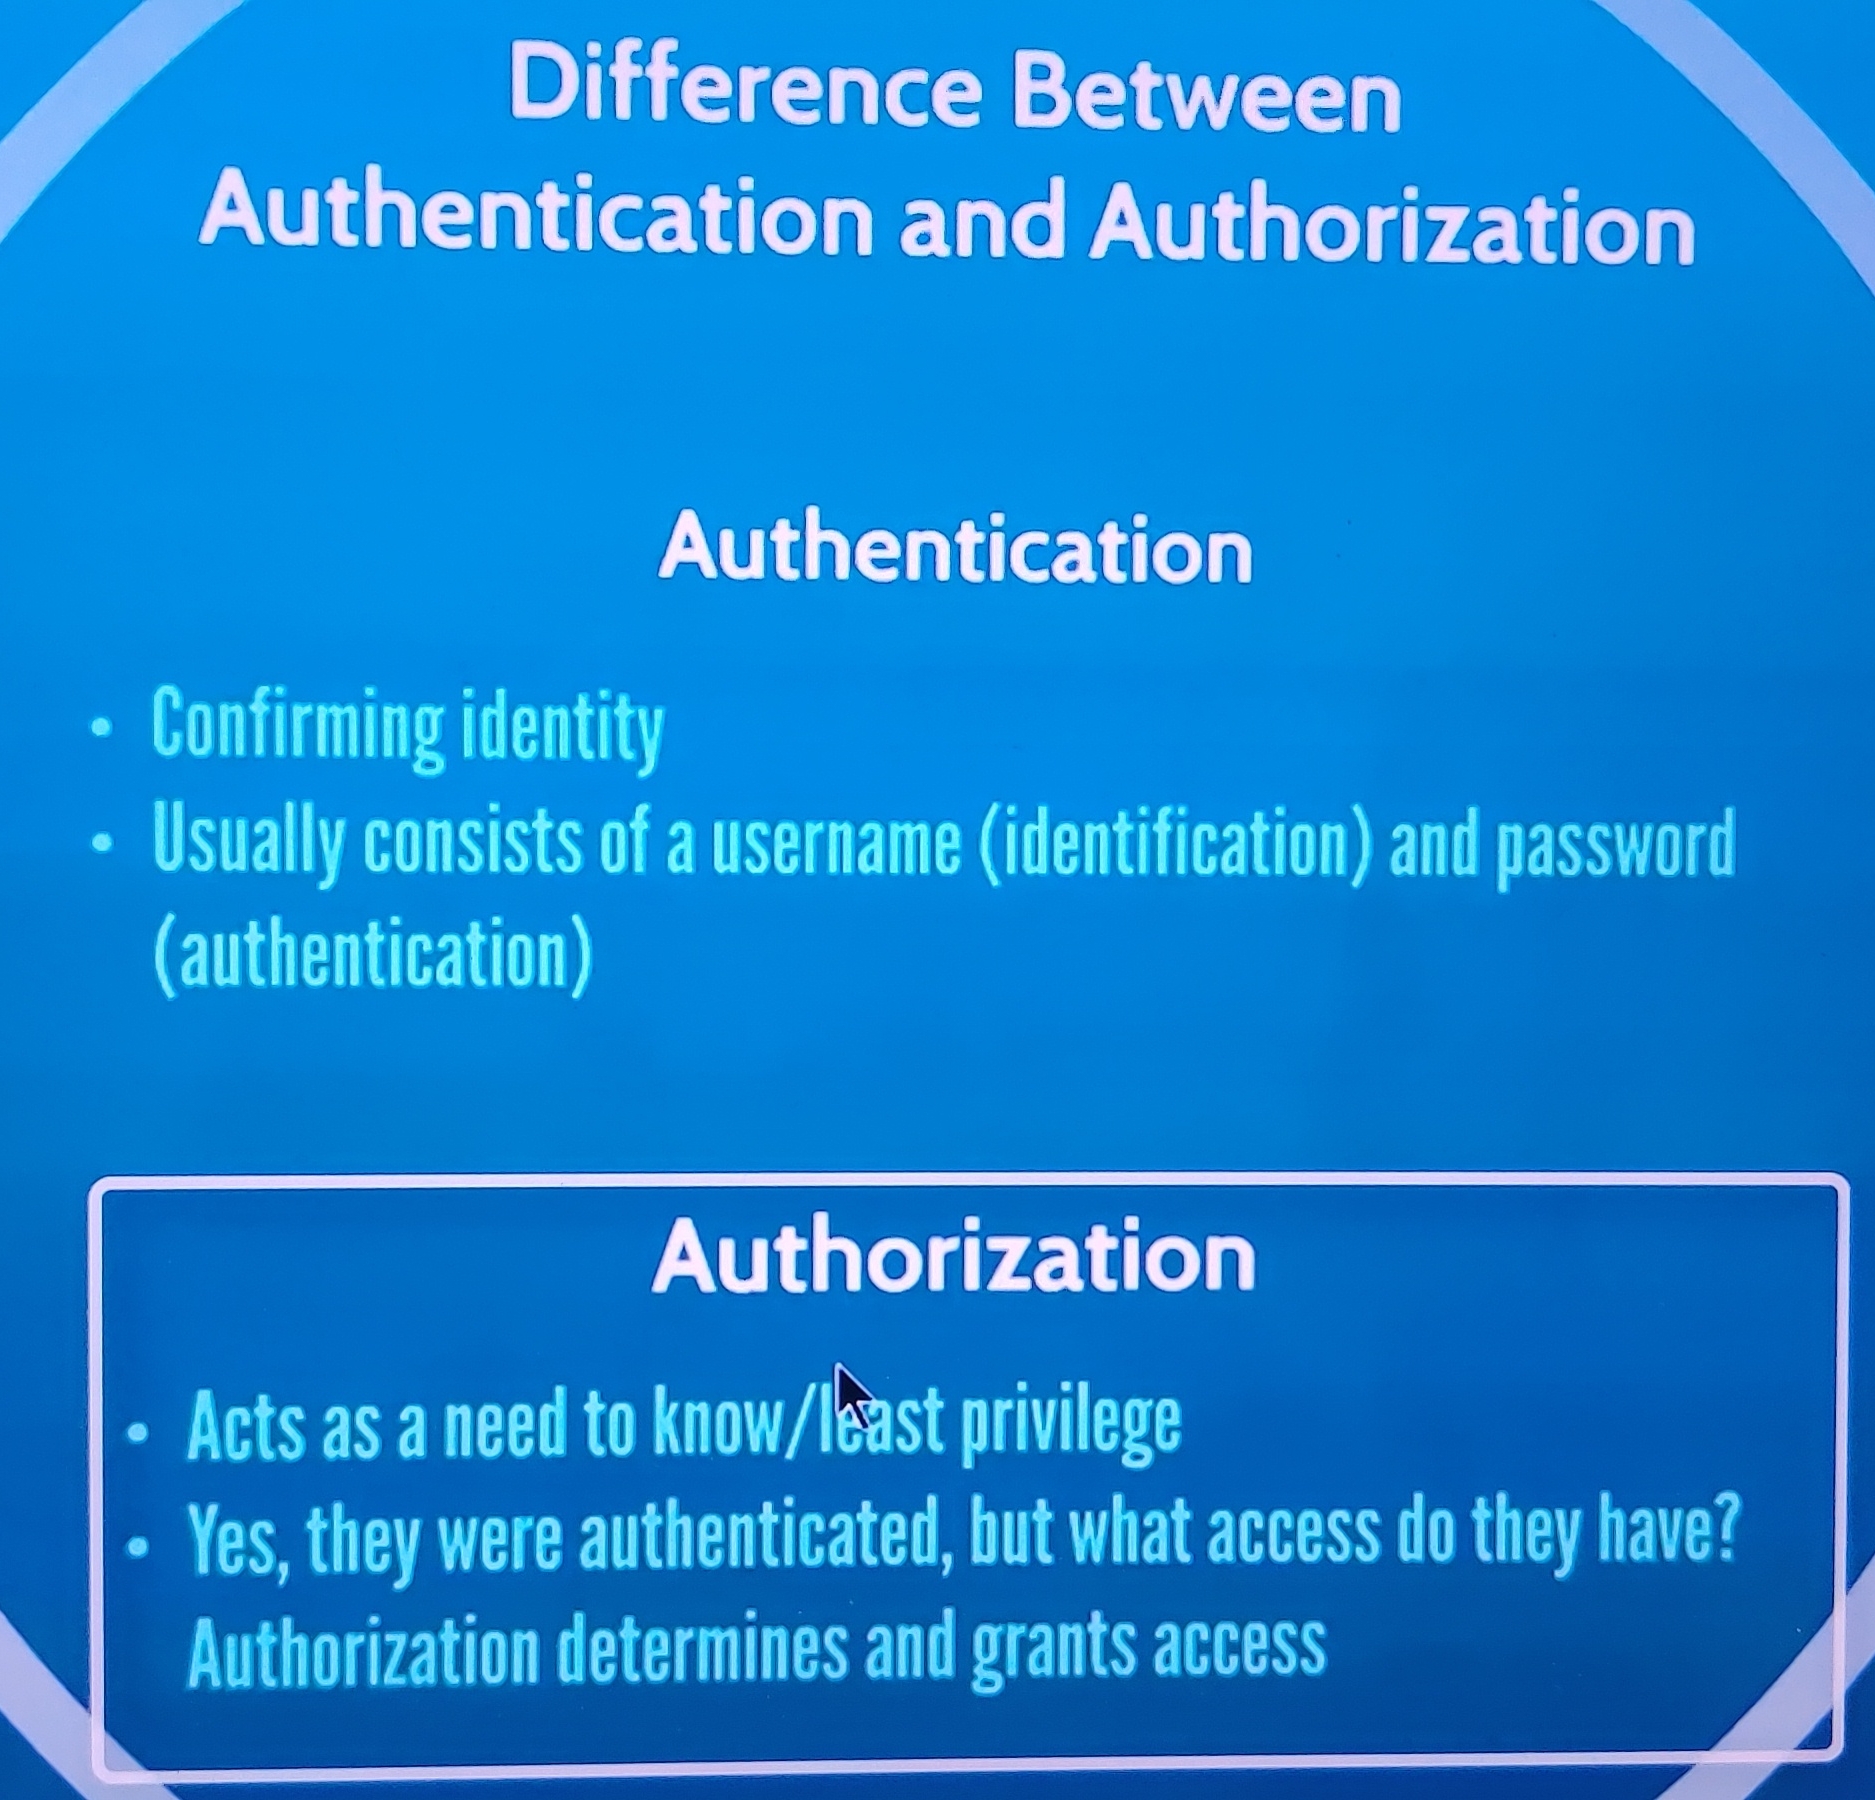 Difference Between
Authentication and Authorization
Authentication
• Confirming identity
• Usually consists of a username (identification) and password
(authentication)
Authorization
• Acts as a need to know/least privilege
• Yes, they were authenticated, but what access do they have?
Authorization determines and grants access